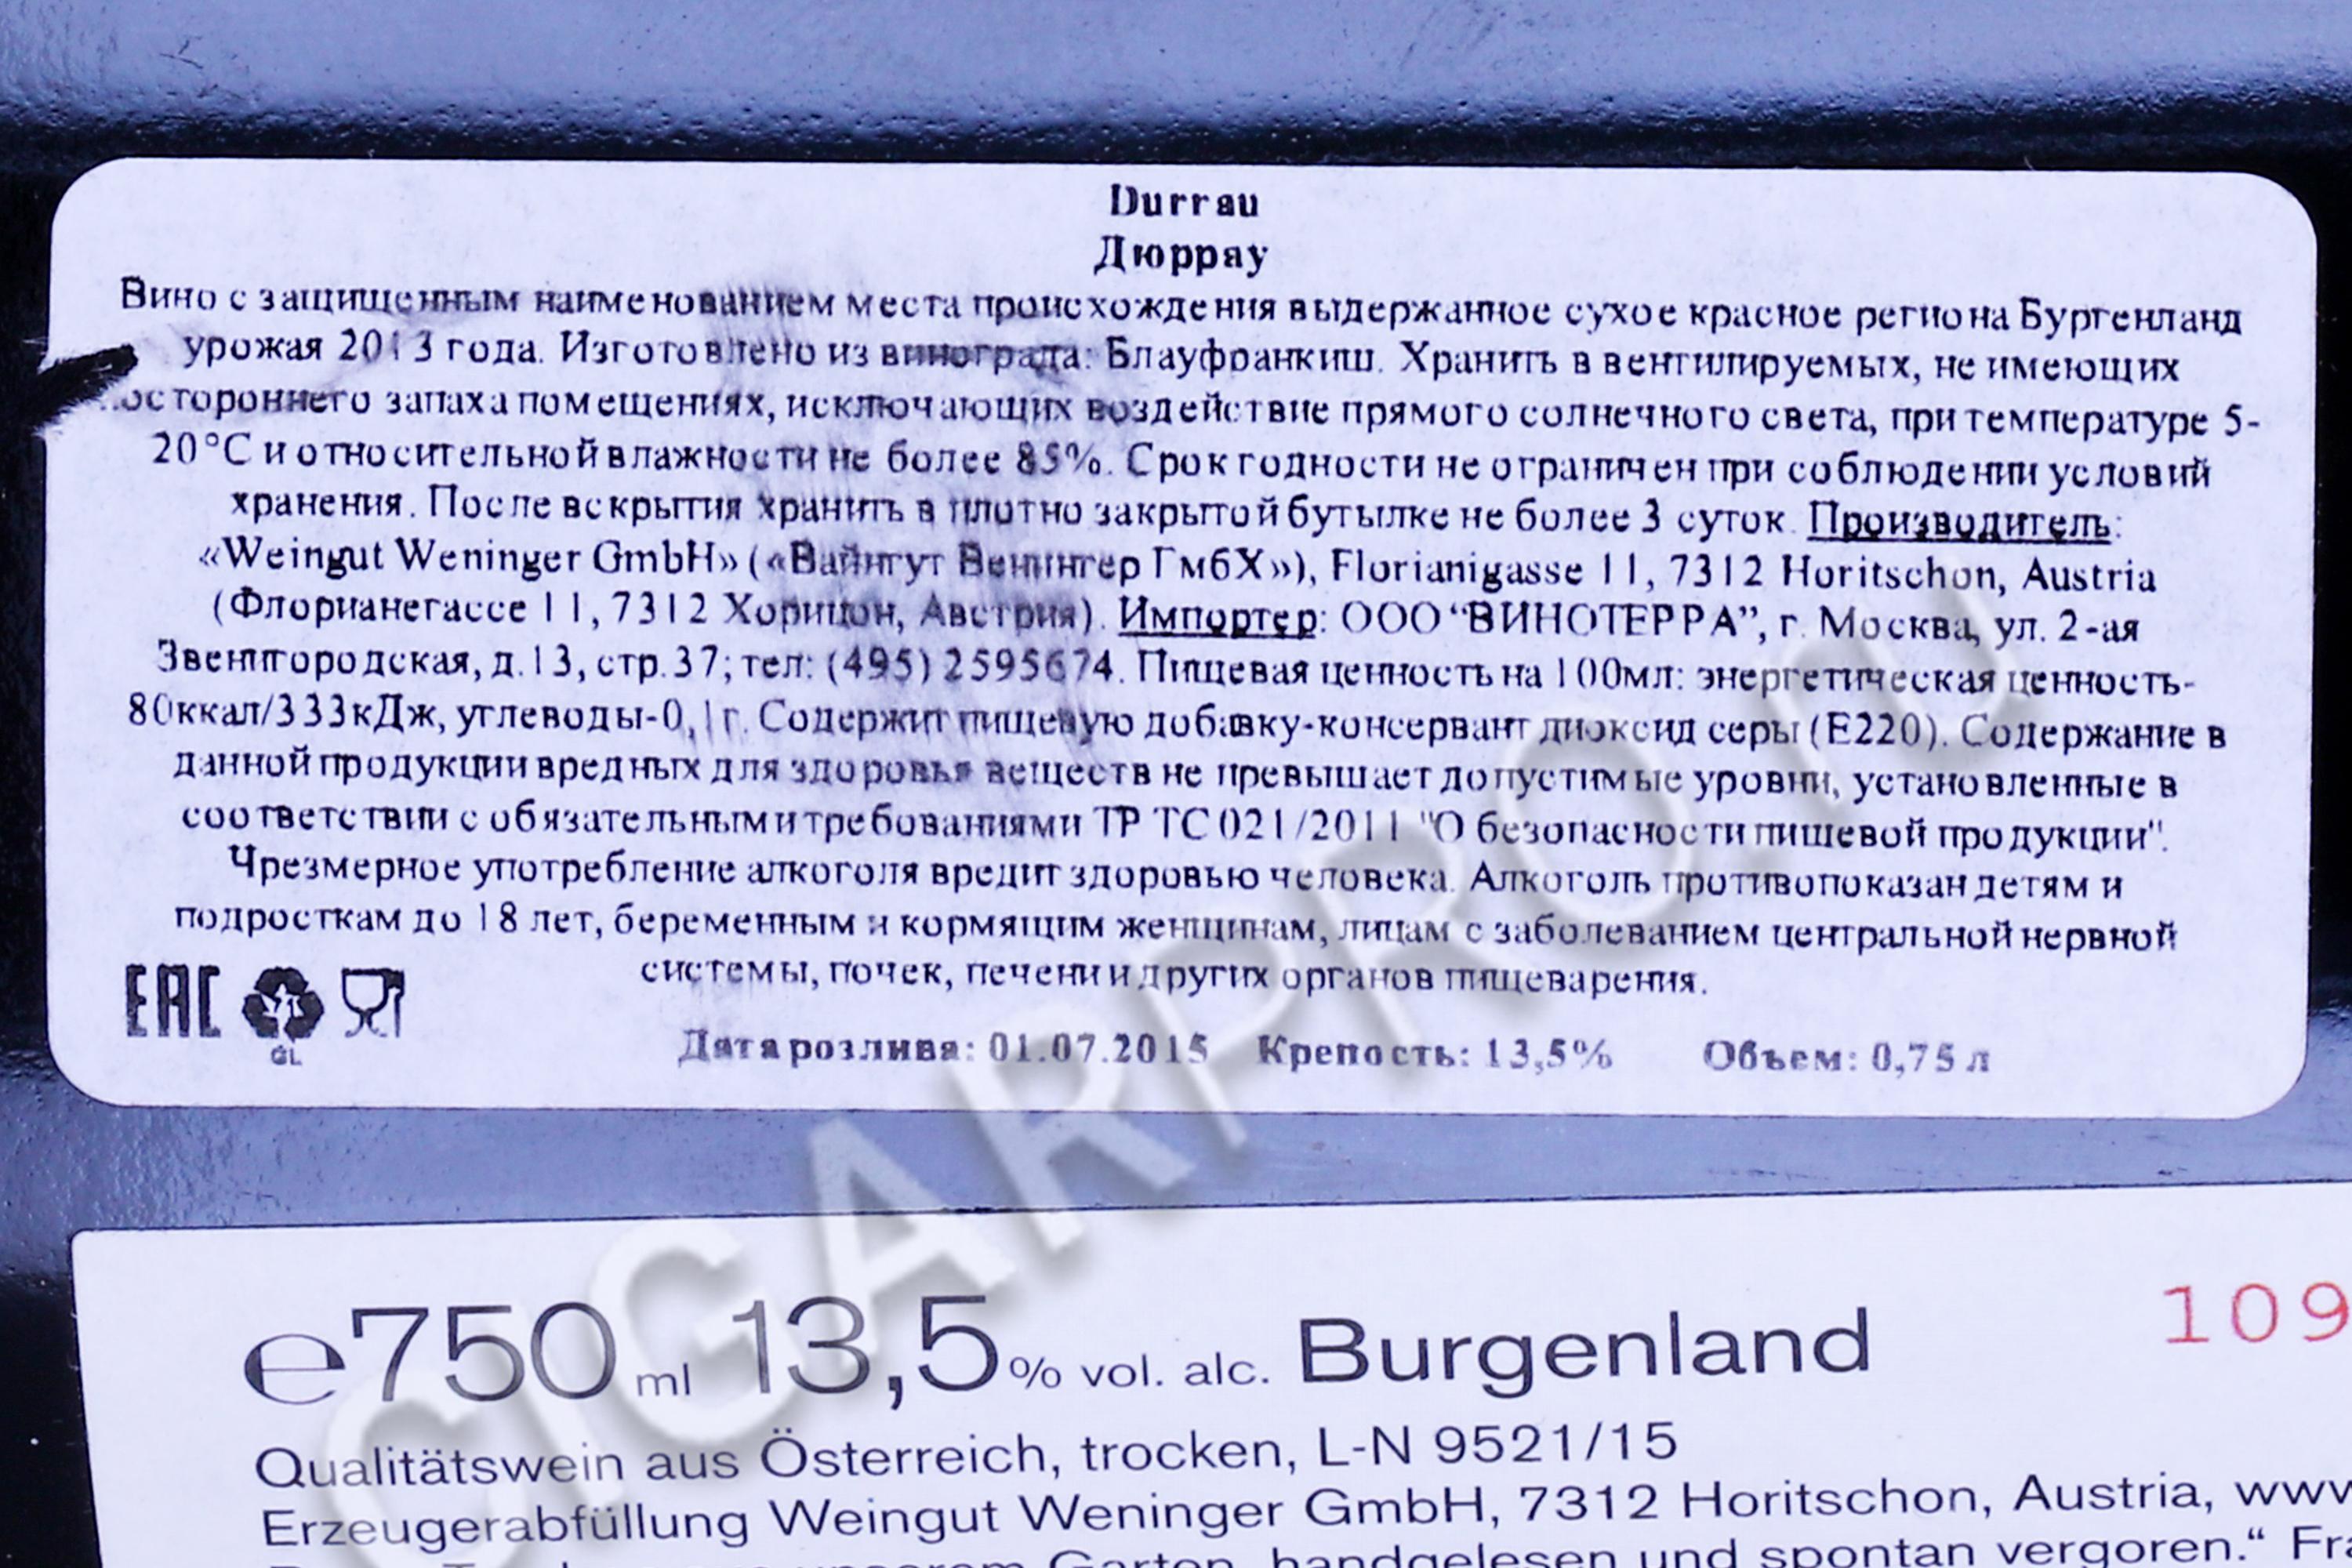 Durrau
Дюррау
Вино с защищенным наименованием места происхождения выдержанное сухое красное региона Бургенланд
урожая 2013 года. Изготовлено из винограда: Блауфранкиш. Хранить в вентилируемых, не имеющих
постороннего запаха помещениях, исключающих воздействие прямого солнечного света, при температуре 5-
20°С и относительной влажности не более 85%. Срок годности не ограничен при соблюдении условий
хранения. После вскрытия хранить в плотно закрытой бутылке не более 3 суток. Производитель:
«Weingut Weninger GmbH» («Вайнгут Венингер ГмбХ»), Florianigasse 11, 7312 Horitschon, Austria
(Флорианегассе 11, 7312 Хорицон, Австрия). Импортер: ООО “ВИНОТЕРРА”, г. Москва, ул. 2-ая
Звенигородская, д.13, стр.37; тел: (495) 2595674. Пищевая ценность на 100мл: энергетическая ценность-
80ккал/333кДж, углеводы-0,1г. Содержит пищевую добавку-консервант диоксид серы (Е220). Содержание в
данной продукции вредных для здоровья веществ не превышает допустимые уровни, установленные в
соответствии с обязательными требованиями ТР ТС 021/2011 "О безопасности пищевой продукции".
Чрезмерное употребление алкоголя вредит здоровью человека. Алкоголь противопоказан детям и
подросткам до 18 лет, беременным и кормящим женщинам, лицам с заболеванием центральной нервной
системы, почек, печени и других органов пищеварения.
EAC GL
Дата розлива: 01.07.2015 Крепость: 13,5% Объем: 0,75 л
CIGARPRO.ru
℮750 ml 13,5 % vol. alc. Burgenland 109
Qualitätswein aus Österreich, trocken, L-N 9521/15
Erzeugerabfüllung Weingut Weninger GmbH, 7312 Horitschon, Austria, www
unserem Garten, handgelesen und spontan vergoren.“ Fr